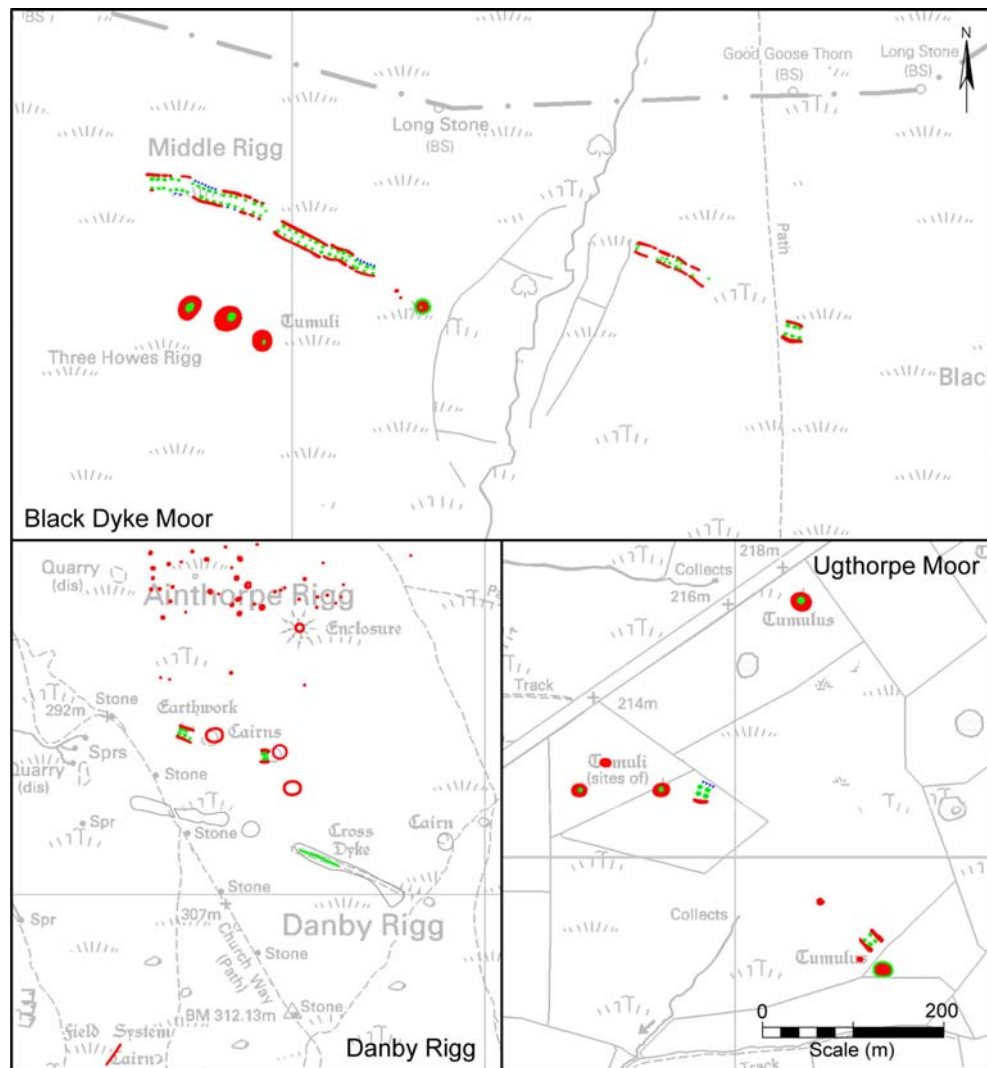 (BS)
N
Good Goose Thorn
(BS)
Long Stone
(BS)
Long Stone
(BS)
Middle Rigg
Path
Tumuli
Three Howes Rigg
Black
Black Dyke Moor
Quarry
(dis)
Ainthorpe Rigg
Enclosure
Stone
292m
Earthwork
Cairns
Sprs
Quarry
(dis)
Stone
Spr
Stone
Cross
Dyke
Cairn
Stone
Spr
307m
Danby Rigg
Church Way
(Path)
Stone
BM 312.13m
Stone
Field System
Cairn
Danby Rigg
218m
Collects
216m
Ugthorpe Moor
Tumulus
Track
214m
Tumuli
(sites of)
Collects
Tumulus
0
200
Scale (m)
Track